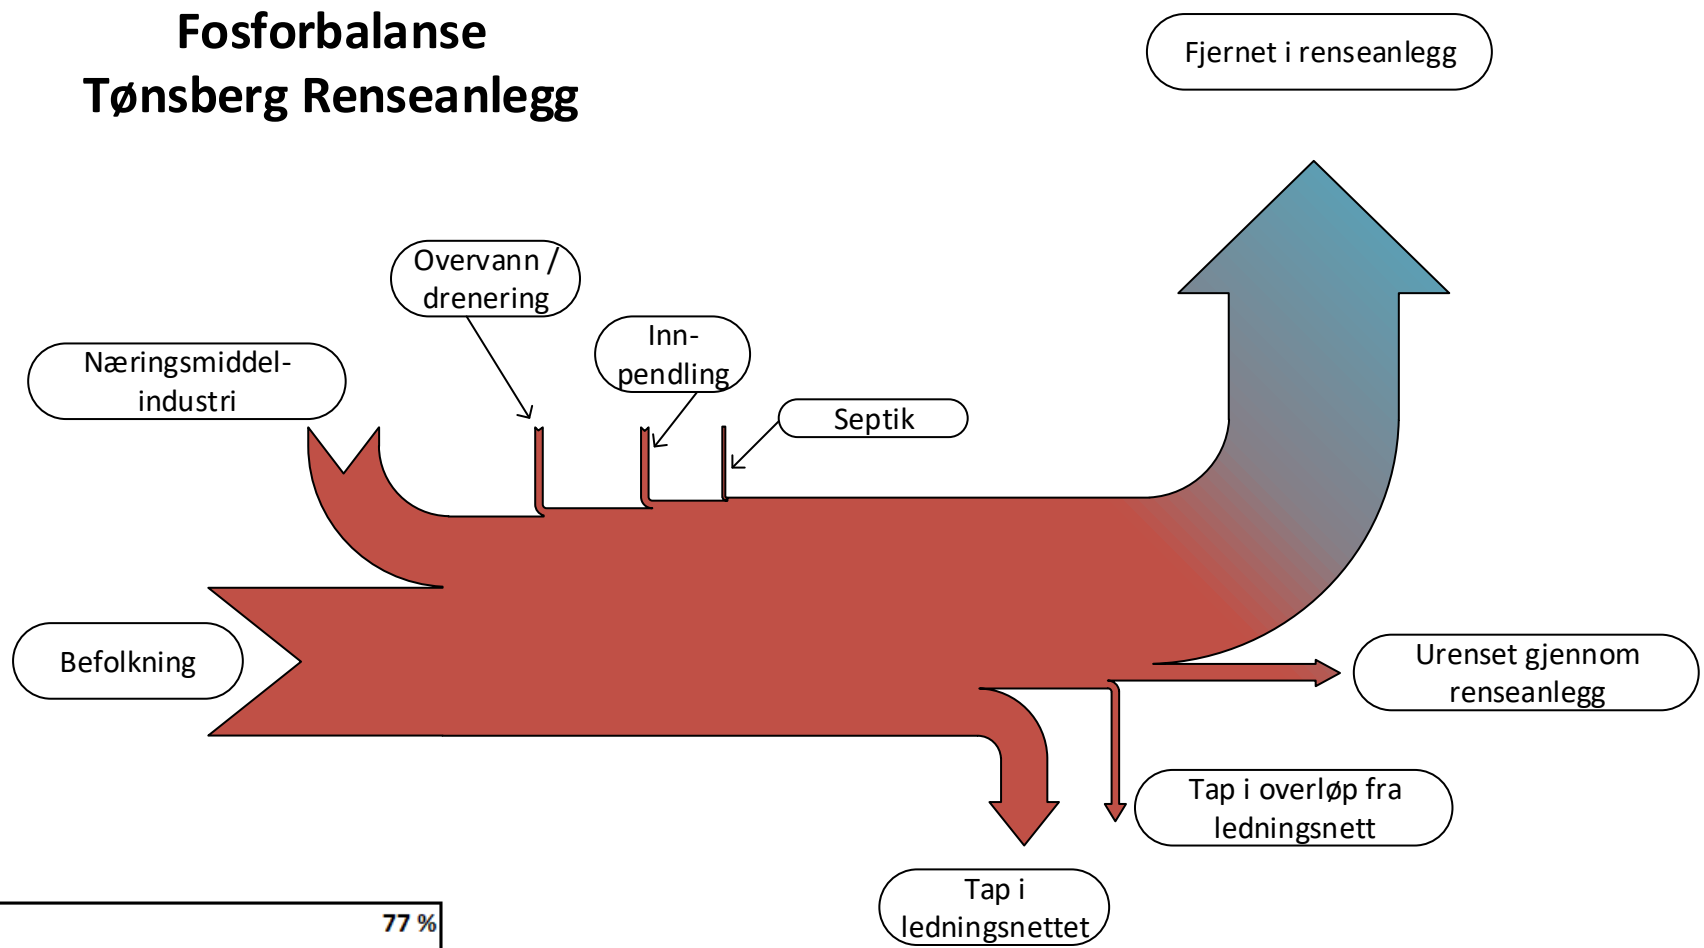 Fosforbalanse
Tønsberg Renseanlegg
Fjernet i renseanlegg
Overvann /
drenering
Inn-
pendling
Næringsmiddel-
industri
Septik
Befolkning
Urenset gjennom
renseanlegg
Tap i overløp fra
ledningsnett
Tap i
ledningsnettet
77 %